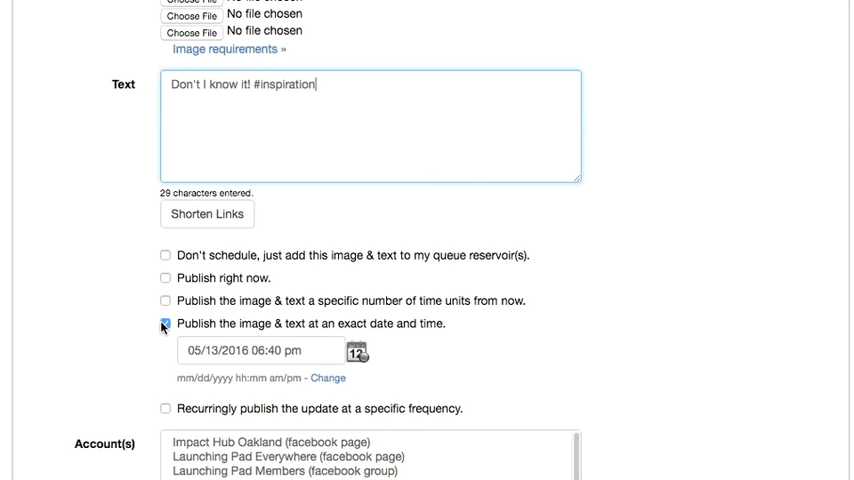 Choose File No file chosen
Choose File No file chosen
Choose File No file chosen
Image requirements »
Text
Don't I know it! #inspiration
29 characters entered.
Shorten Links
Don't schedule, just add this image & text to my queue reservoir(s).
Publish right now.
Publish the image & text a specific number of time units from now.
Publish the image & text at an exact date and time.
05/13/2016 06:40 pm
12
mm/dd/yyyy hh:mm am/pm - Change
Recurringly publish the update at a specific frequency.
Account(s)
Impact Hub Oakland (facebook page)
Launching Pad Everywhere (facebook page)
Launching Pad Members (facebook group)